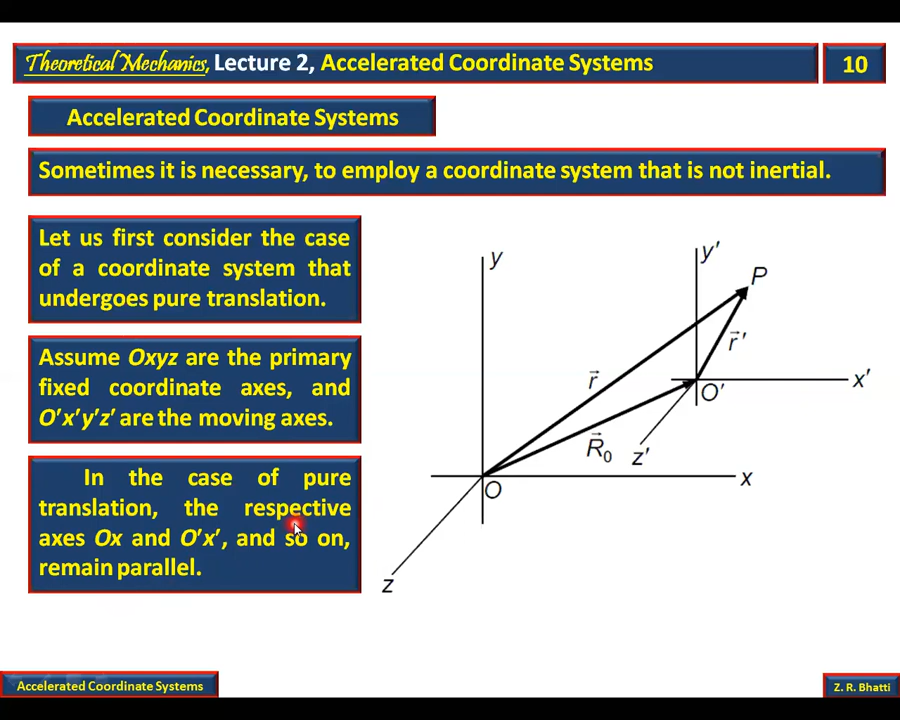 Theoretical Mechanics, Lecture 2, Accelerated Coordinate Systems
10
Accelerated Coordinate Systems
Sometimes it is necessary, to employ a coordinate system that is not inertial.
Let us first consider the case
of a coordinate system that
undergoes pure translation.
Assume Oxyz are the primary
fixed coordinate axes, and
O'x'y'z' are the moving axes.
In the case of pure
translation, the respective
axes Ox and O'x', and so on,
remain parallel.
y
y'
P
r⃗
r⃗'
x'
O'
R⃗₀
z'
x
O
z
Accelerated Coordinate Systems
Z. R. Bhatti